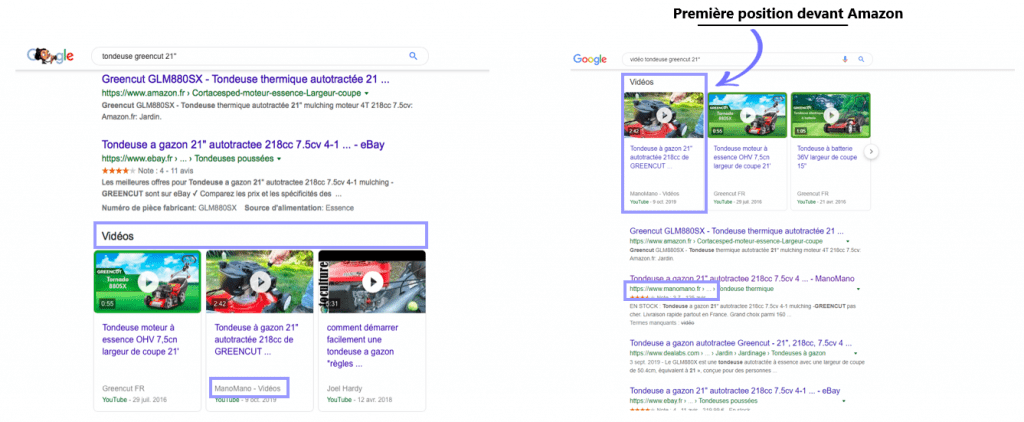 Première position devant Amazon
Google
tondeuse greencut 21"
Greencut GLM880SX - Tondeuse thermique autotractée 21 ...
https://www.amazon.fr › Cortacesped-moteur-essence-Largeur-coupe
Greencut GLM880SX - Tondeuse thermique autotractée 21" mulching moteur 4T 218cc 7.5cv:
Amazon.fr: Jardin.
Tondeuse a gazon 21" autotractee 218cc 7.5cv 4-1 ... - eBay
https://www.ebay.fr › ... › Tondeuses poussées
Note : 4 - 11 avis
Les meilleures offres pour Tondeuse a gazon 21" autotractee 218cc 7.5cv 4-1 mulching -
GREENCUT sont sur eBay ✓ Comparez les prix et les spécificités des ...
Numéro de pièce fabricant: GLM880SX Source d'alimentation: Essence
Vidéos
GREENCUT
Tornado
880SX
0:55
Tondeuse moteur à
essence OHV 7,5cn
largeur de coupe 21'
Greencut FR
YouTube - 29 juil. 2016
2:42
Tondeuse à gazon 21"
autotractée 218cc de
GREENCUT ...
ManoMano - Vidéos
YouTube - 9 oct. 2019
5:31
comment démarrer
facilement une
tondeuse a gazon
"règles ...
Joel Hardy
YouTube - 12 avr. 2018
Google
vidéo tondeuse greencut 21"
Vidéos
2:42
Tondeuse à gazon 21"
autotractée 218cc de
GREENCUT ...
ManoMano - Vidéos
YouTube - 9 oct. 2019
GREENCUT
Tornado
880SX
0:55
Tondeuse moteur à
essence OHV 7,5cn
largeur de coupe 21'
Greencut FR
YouTube - 29 juil. 2016
GREENCUT
1:05
Tondeuse à batterie
36V largeur de coupe
15"
Greencut FR
Greencut GLM880SX - Tondeuse thermique autotractée 21 ...
https://www.amazon.fr › Cortacesped-moteur-essence-Largeur-coupe
Greencut GLM880SX - Tondeuse thermique autotractée 21" mulching moteur 4T 218cc 7.5cv:
Amazon.fr: Jardin.
Tondeuse a gazon 21" autotractee 218cc 7.5cv 4 ... - ManoMano
https://www.manomano.fr › ... › Tondeuse thermique
EN STOCK. Tondeuse a gazon 21" autotractee 218cc 7.5cv 4-1 mulching -GREENCUT pas
cher. Livraison rapide partout en France. Grand choix parmi 160 ...
Termes manquants : vidéo
Tondeuse a gazon autotractee Greencut - 21", 218cc, 7.5cv 4 ...
https://www.dealabs.com › ... › Jardin › Jardinage › Tondeuses à gazon
3 sept. 2019 - Le GLM880SX est une tondeuse autotractée à essence avec une largeur de coupe
de 50.4cm, équivalent à 21 », conçue pour des personnes ...
Tondeuse a gazon 21" autotractee 218cc 7.5cv 4-1 ... - eBay
https://www.ebay.fr › ... › Tondeuses poussées